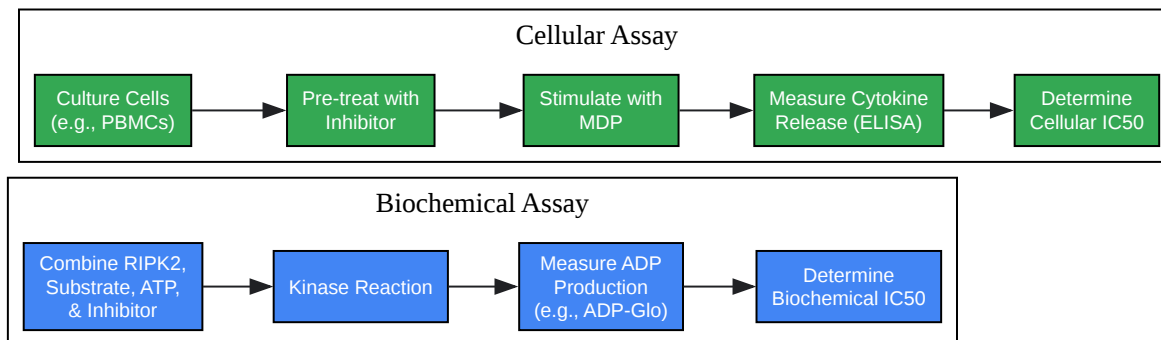 Cellular Assay
Culture Cells
(e.g., PBMCs)
Pre-treat with
Inhibitor
Stimulate with
MDP
Measure Cytokine
Release (ELISA)
Determine
Cellular IC50
Biochemical Assay
Combine RIPK2,
Substrate, ATP,
& Inhibitor
Kinase Reaction
Measure ADP
Production
(e.g., ADP-Glo)
Determine
Biochemical IC50